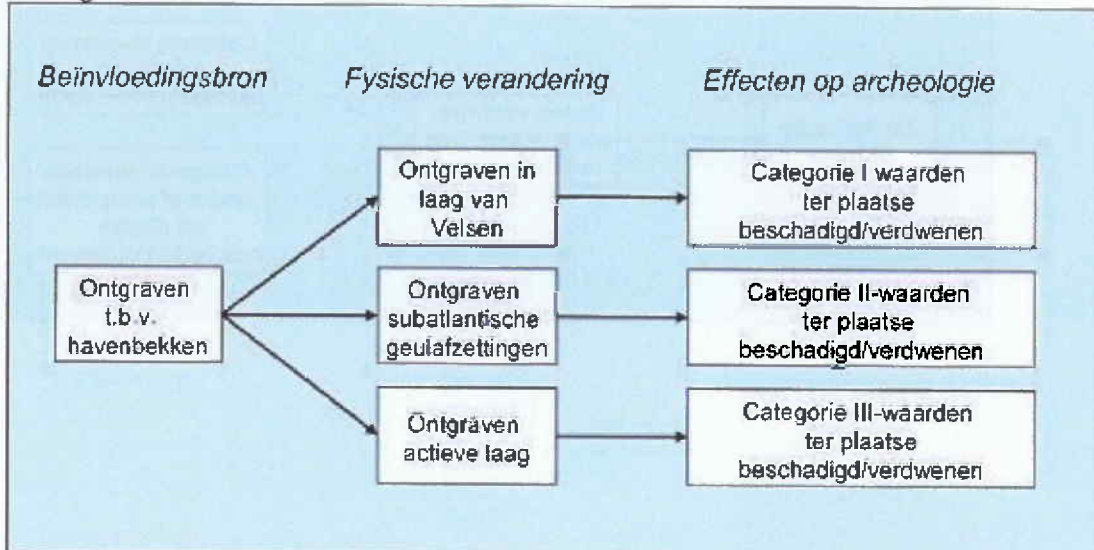 Beïnvloedingsbron
Fysische verandering
Effecten op archeologie
Ontgraven
t.b.v.
havenbekken
Ontgraven in
laag van
Velsen
Categorie I waarden
ter plaatse
beschadigd/verdwenen
Ontgraven
subatlantische
geulafzettingen
Categorie II-waarden
ter plaatse
beschadigd/verdwenen
Ontgraven
actieve laag
Categorie III-waarden
ter plaatse
beschadigd/verdwenen